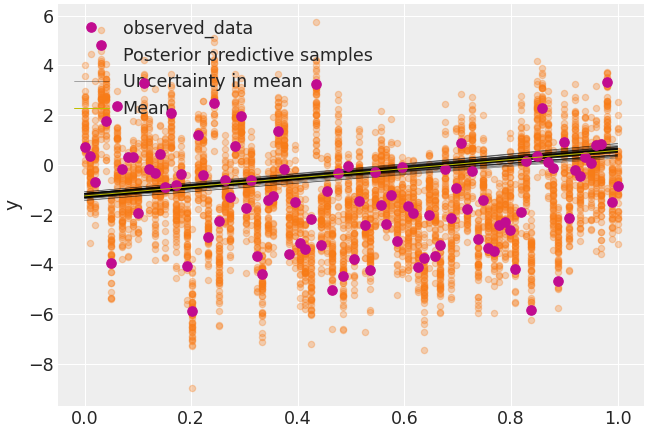 observed_data
Posterior predictive samples
Uncertainty in mean
Mean
y
6
4
2
0
−2
−4
−6
−8
0.0 0.2 0.4 0.6 0.8 1.0